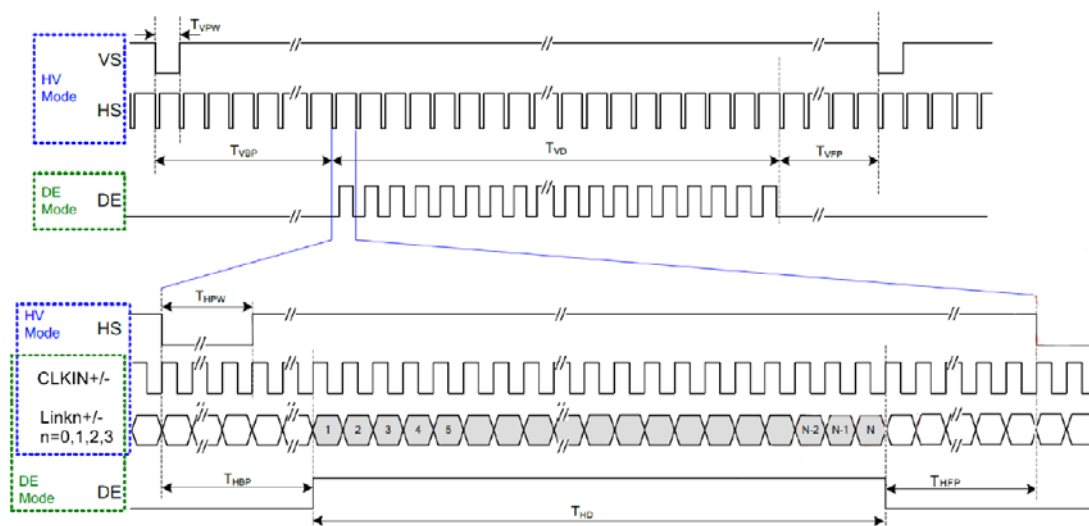 TVPW
VS
HV
Mode
HS
TVBP
TVD
TVFP
DE
Mode
DE
THPW
HV
Mode
HS
CLKIN+/-
Linkn+/-
n=0,1,2,3
1 2 3 4 5 N-2 N-1 N
THBP
THFP
DE
Mode
DE
THD